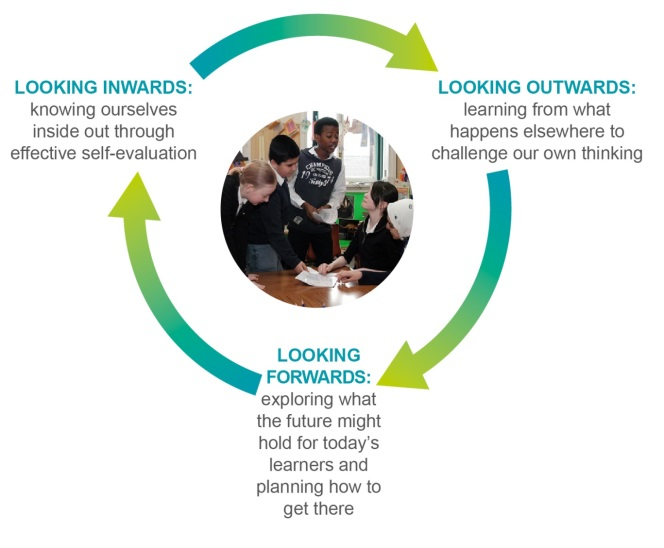 LOOKING INWARDS:
knowing ourselves
inside out through
effective self-evaluation
LOOKING OUTWARDS:
learning from what
happens elsewhere to
challenge our own thinking
LOOKING
FORWARDS:
exploring what
the future might
hold for today’s
learners and
planning how to
get there